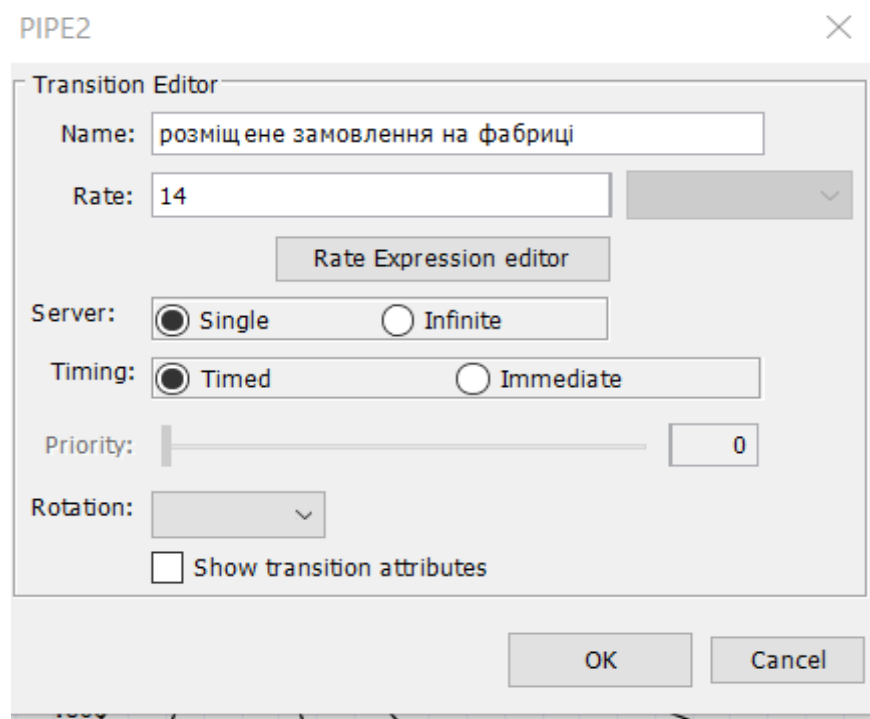 PIPE2
Transition Editor
Name: розміщене замовлення на фабриці
Rate: 14
Rate Expression editor
Server: Single Infinite
Timing: Timed Immediate
Priority: 0
Rotation:
Show transition attributes
OK Cancel